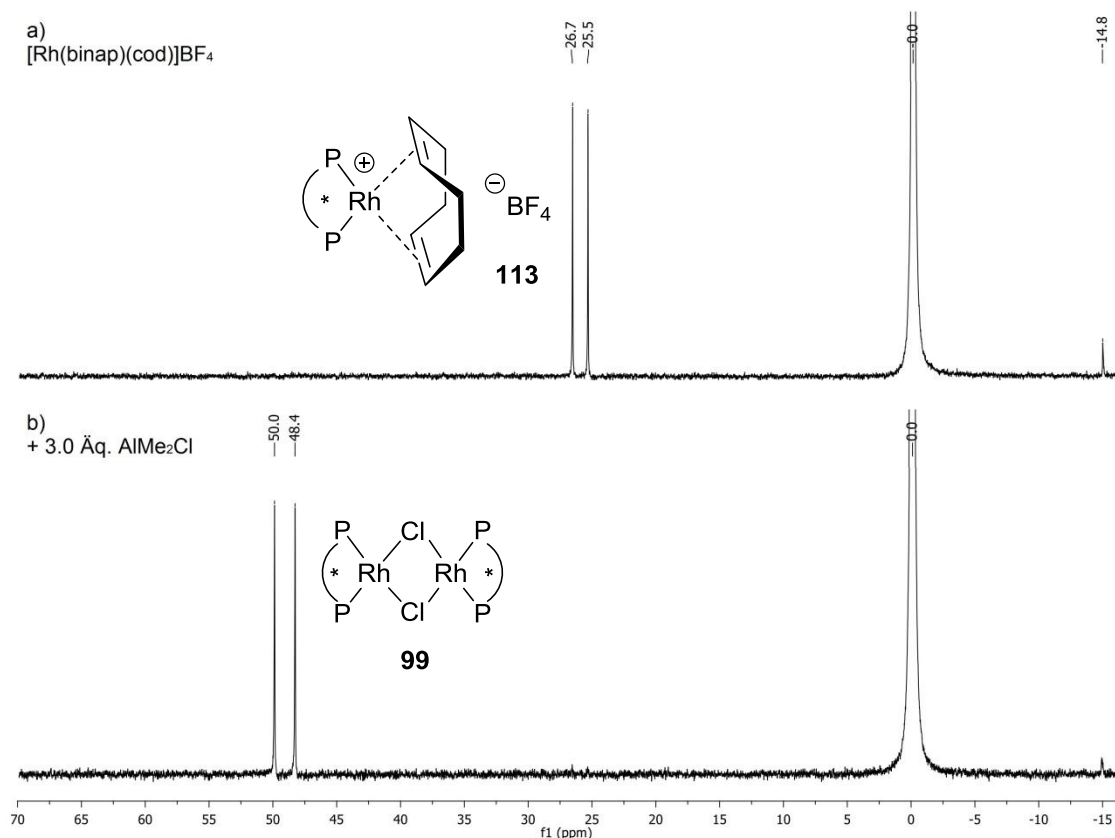 a)
[Rh(binap)(cod)]BF4
26.7
25.5
-0.0
-14.8
P
⊕
*
Rh
P
⊖
BF4
113
b)
+ 3.0 Äq. AlMe2Cl
50.0
48.4
0.0
P Cl P
* Rh Rh *
P Cl P
99
70 65 60 55 50 45 40 35 30 25 20 15 10 5 0 -5 -10 -15
f1 (ppm)